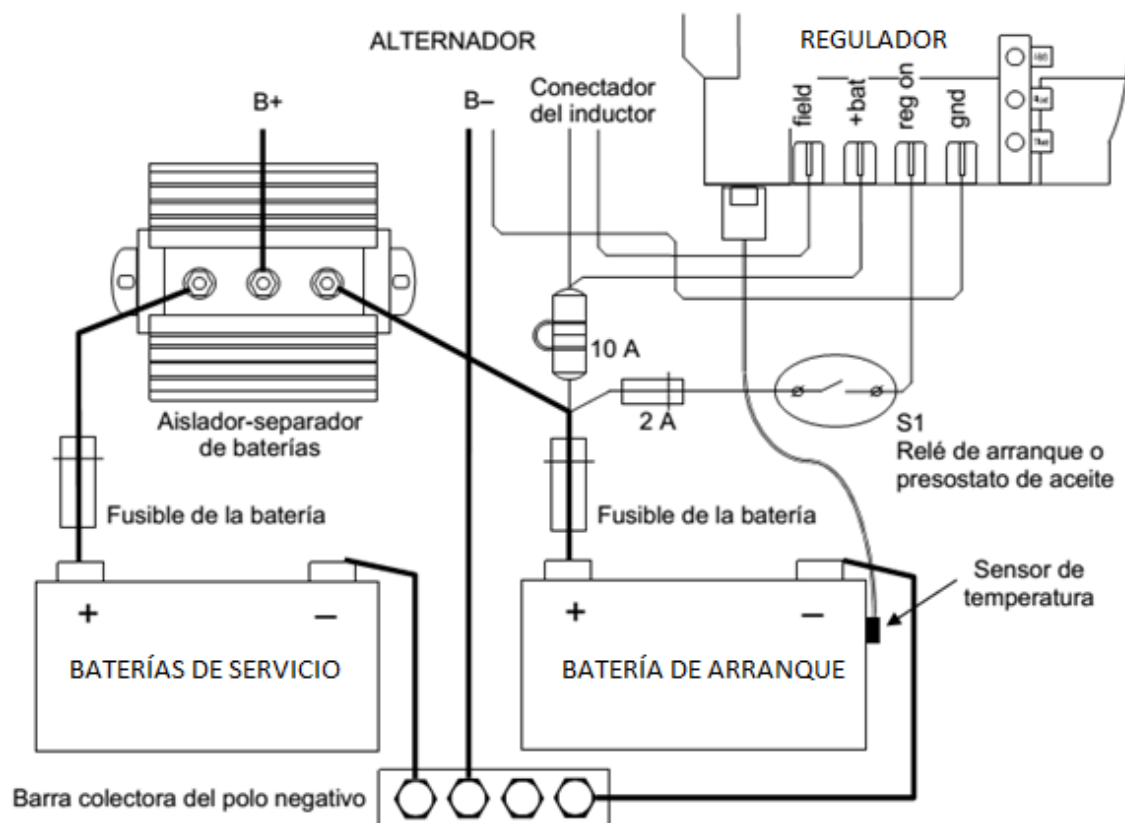 ALTERNADOR
REGULADOR
B+
B–
Conectador
del inductor
field
+bat
reg on
gnd
10 A
2 A
S1
Relé de arranque o
presostato de aceite
Aislador-separador
de baterías
Fusible de la batería
Fusible de la batería
Sensor de
temperatura
+
–
BATERÍAS DE SERVICIO
+
–
BATERÍA DE ARRANQUE
Barra colectora del polo negativo